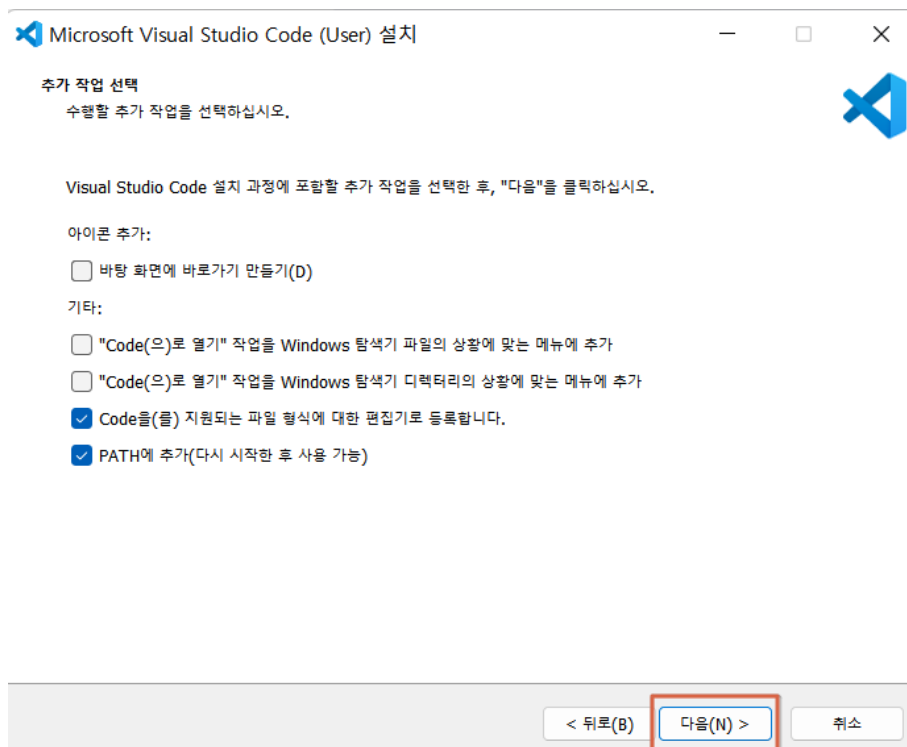 Microsoft Visual Studio Code (User) 설치
추가 작업 선택
수행할 추가 작업을 선택하십시오.
Visual Studio Code 설치 과정에 포함할 추가 작업을 선택한 후, "다음"을 클릭하십시오.
아이콘 추가:
바탕 화면에 바로가기 만들기(D)
기타:
"Code(으)로 열기" 작업을 Windows 탐색기 파일의 상황에 맞는 메뉴에 추가
"Code(으)로 열기" 작업을 Windows 탐색기 디렉터리의 상황에 맞는 메뉴에 추가
Code을(를) 지원되는 파일 형식에 대한 편집기로 등록합니다.
PATH에 추가(다시 시작한 후 사용 가능)
< 뒤로(B) 다음(N) > 취소